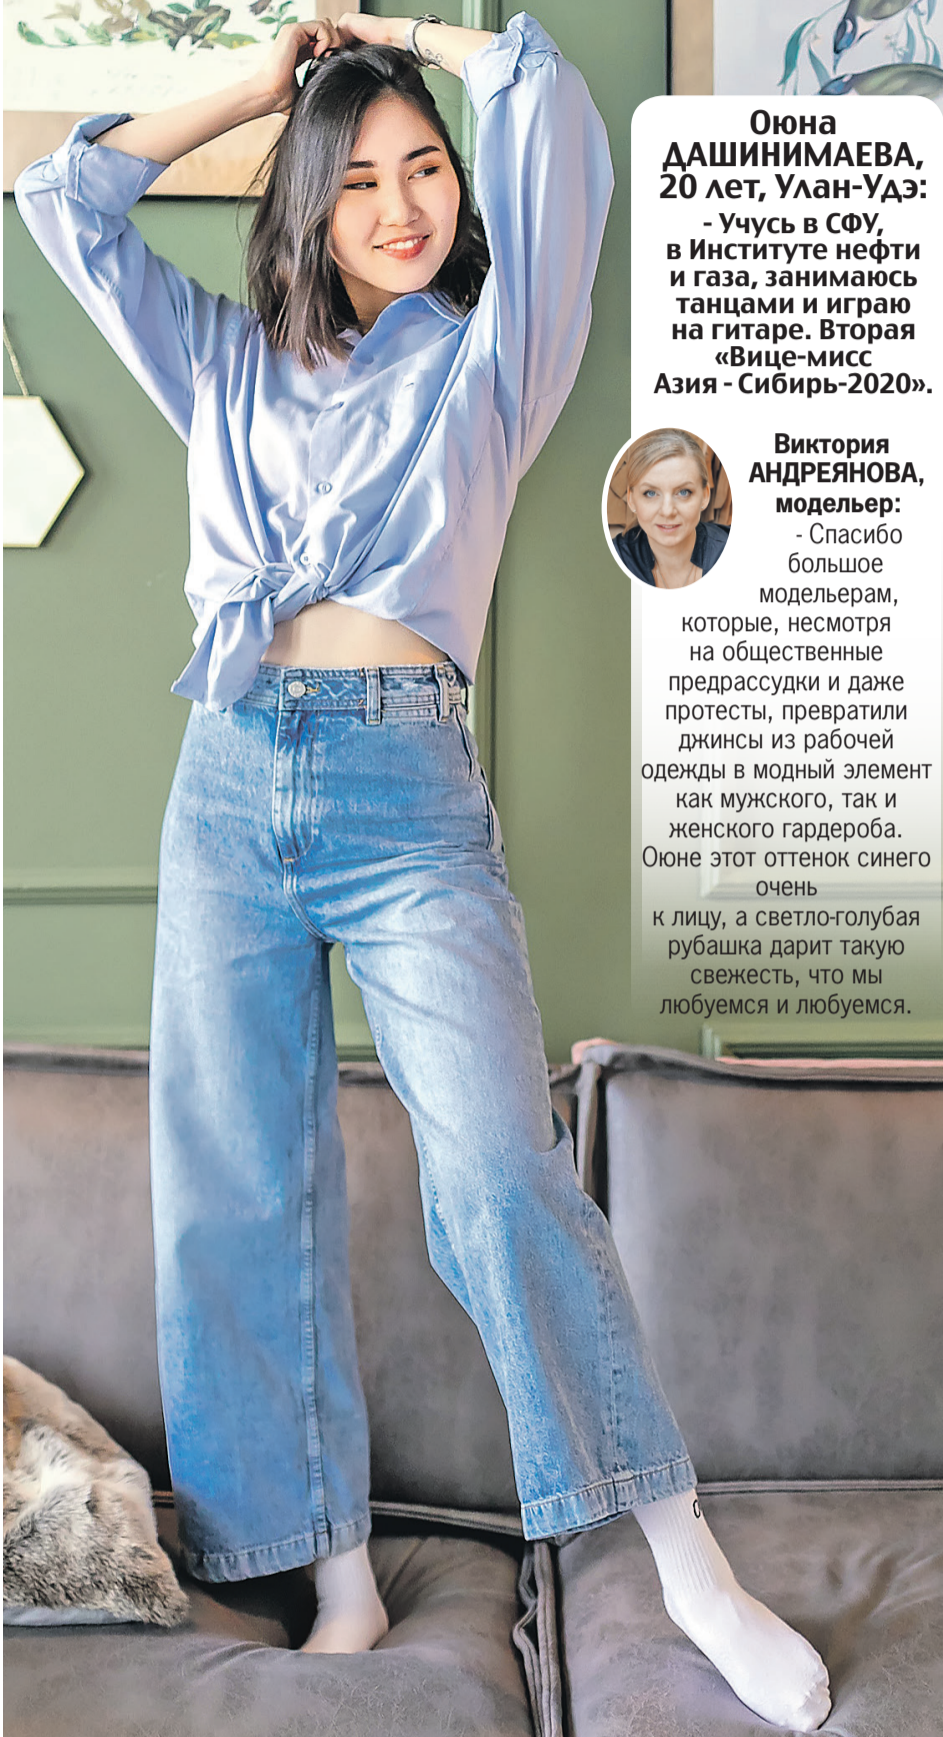 Оюна
ДАШИНИМАЕВА,
20 лет, Улан-Удэ:
- Учусь в СФУ,
в Институте нефти
и газа, занимаюсь
танцами и играю
на гитаре. Вторая
«Вице-мисс
Азия - Сибирь-2020».
Виктория
АНДРЕЯНОВА,
модельер:
- Спасибо
большое
модельерам,
которые, несмотря
на общественные
предрассудки и даже
протесты, превратили
джинсы из рабочей
одежды в модный элемент
как мужского, так и
женского гардероба.
Оюне этот оттенок синего
очень
к лицу, а светло-голубая
рубашка дарит такую
свежесть, что мы
любуемся и любуемся.